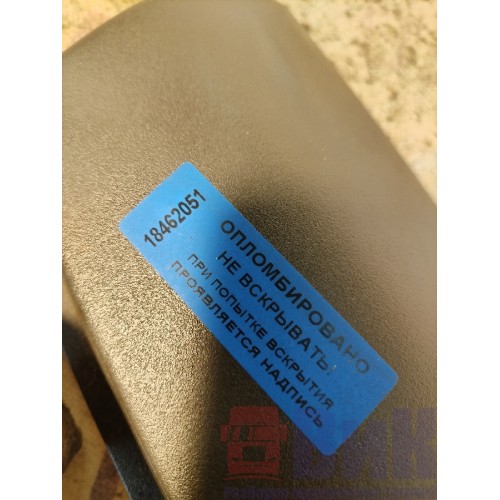 18462051
ОПЛОМБИРОВАНО
НЕ ВСКРЫВАТЬ!
ПРИ ПОПЫТКЕ ВСКРЫТИЯ
ПРОЯВЛЯЕТСЯ НАДПИСЬ